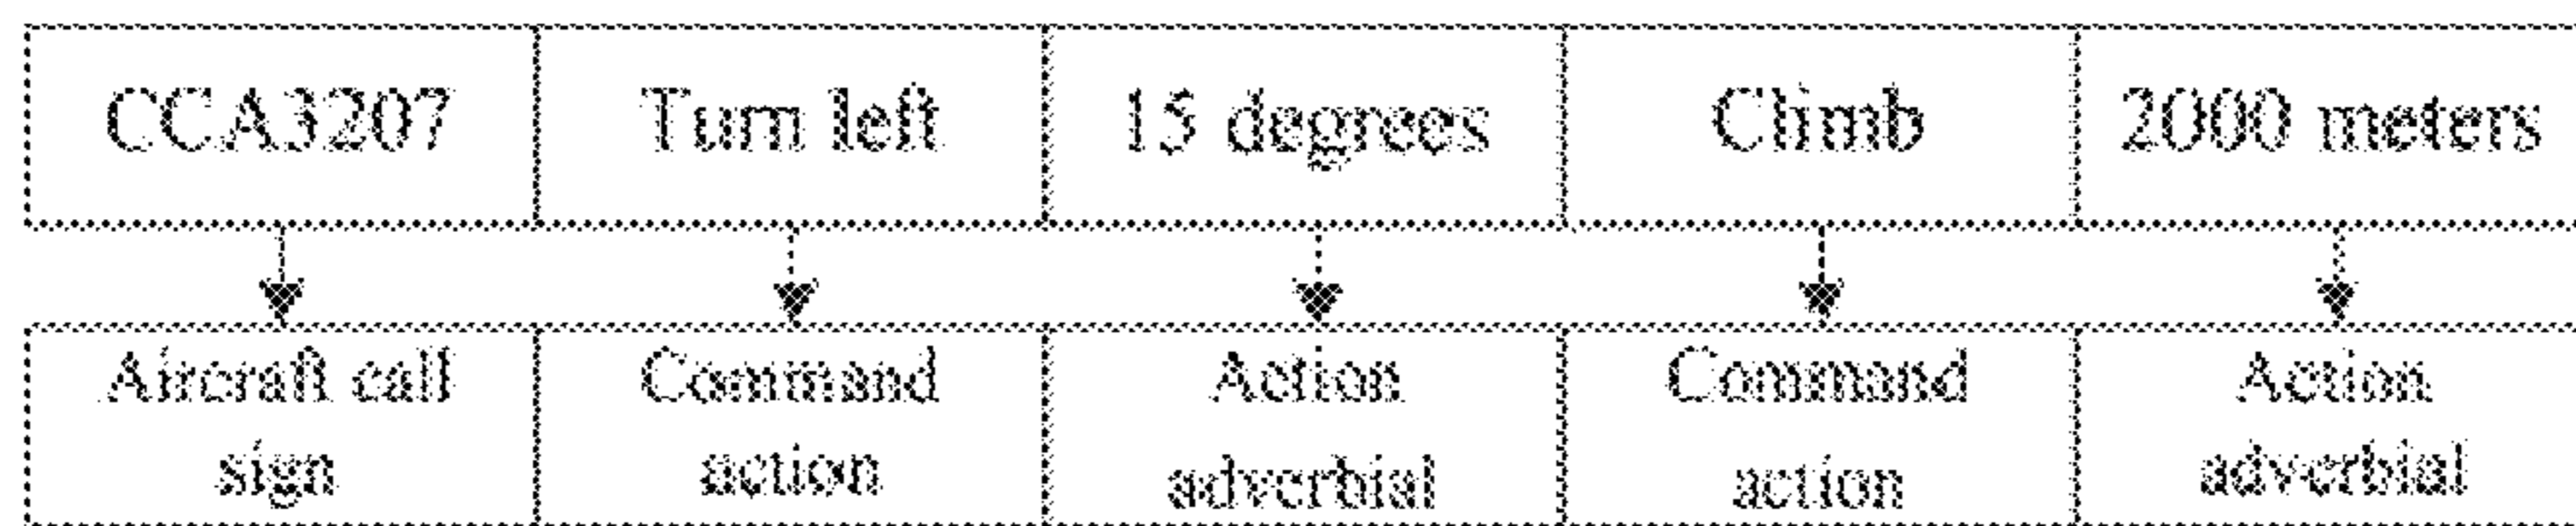 CCA3207 Turn left 15 degrees Climb 2000 meters
Aircraft call Command Action Command Action
sign action adverbial action adverbial